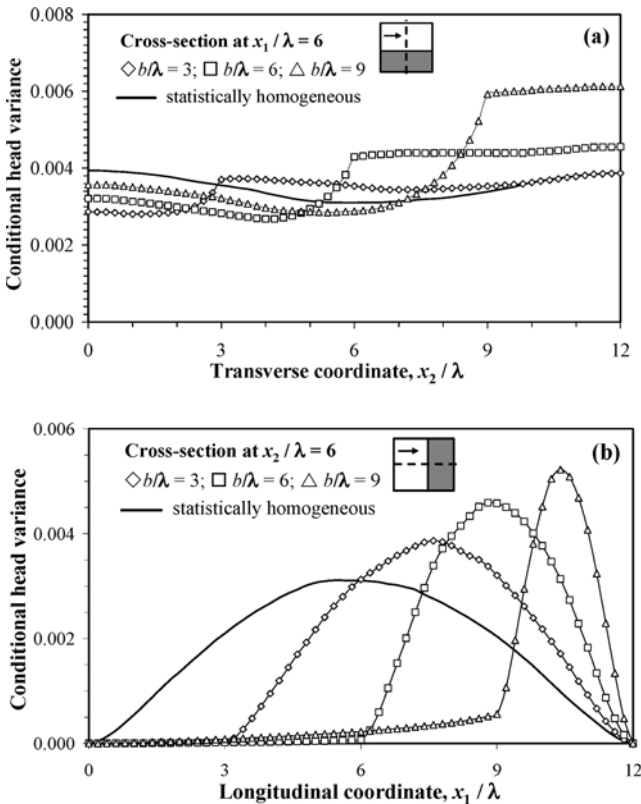 0.008
Cross-section at x₁ / λ = 6
(a)
◇ b/λ = 3; □ b/λ = 6; △ b/λ = 9
0.006
statistically homogeneous
0.004
0.002
0.000
Conditional head variance
0 3 6 9 12
Transverse coordinate, x₂ / λ
0.006
Cross-section at x₂ / λ = 6
(b)
◇ b/λ = 3; □ b/λ = 6; △ b/λ = 9
statistically homogeneous
0.004
0.002
0.000
Conditional head variance
0 3 6 9 12
Longitudinal coordinate, x₁ / λ